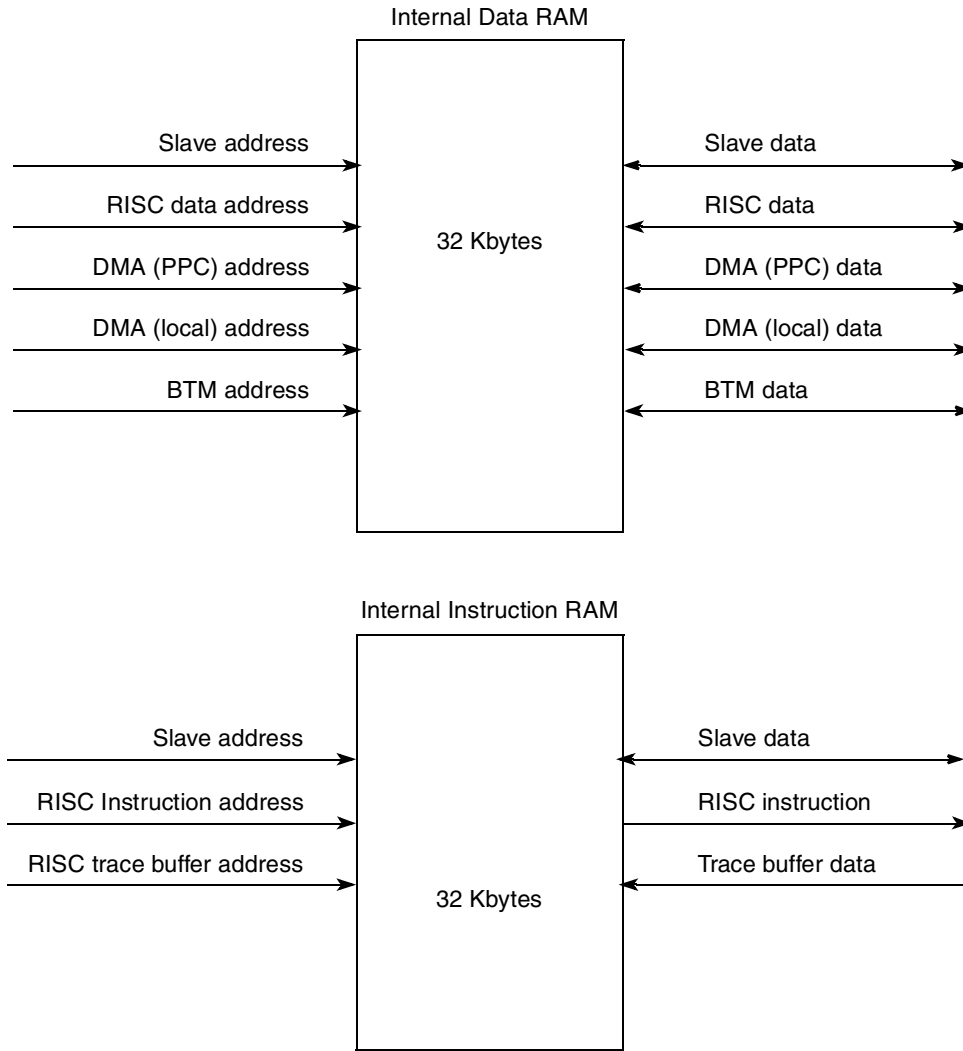 Internal Data RAM
Slave address
Slave data
RISC data address
RISC data
32 Kbytes
DMA (PPC) address
DMA (PPC) data
DMA (local) address
DMA (local) data
BTM address
BTM data
Internal Instruction RAM
Slave address
Slave data
RISC Instruction address
RISC instruction
RISC trace buffer address
Trace buffer data
32 Kbytes